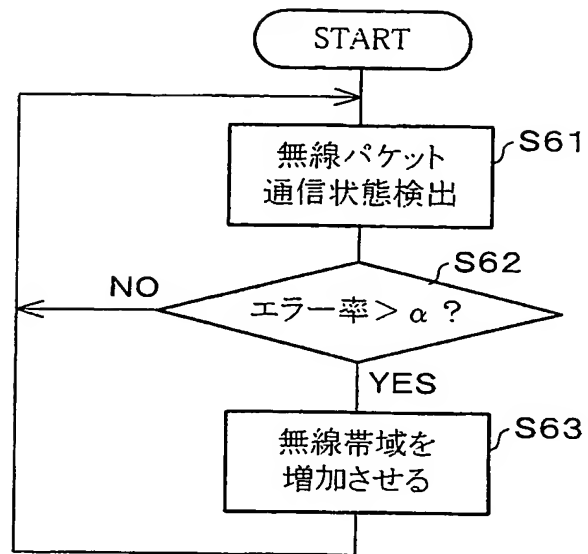 START
無線パケット
通信状態検出
S61
エラー率>α?
S62
NO
YES
無線帯域を
増加させる
S63